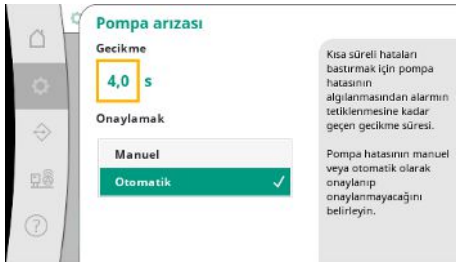 Pompa arızası
Gecikme
4,0 s
Onaylamak
Manuel
Otomatik
Kısa süreli hataları
bastırmak için pompa
hatasının
algılanmasından alarmın
tetiklenmesine kadar
geçen gecikme süresi.
Pompa hatasının manuel
veya otomatik olarak
onaylanıp
onaylanmayacağını
belirleyin.